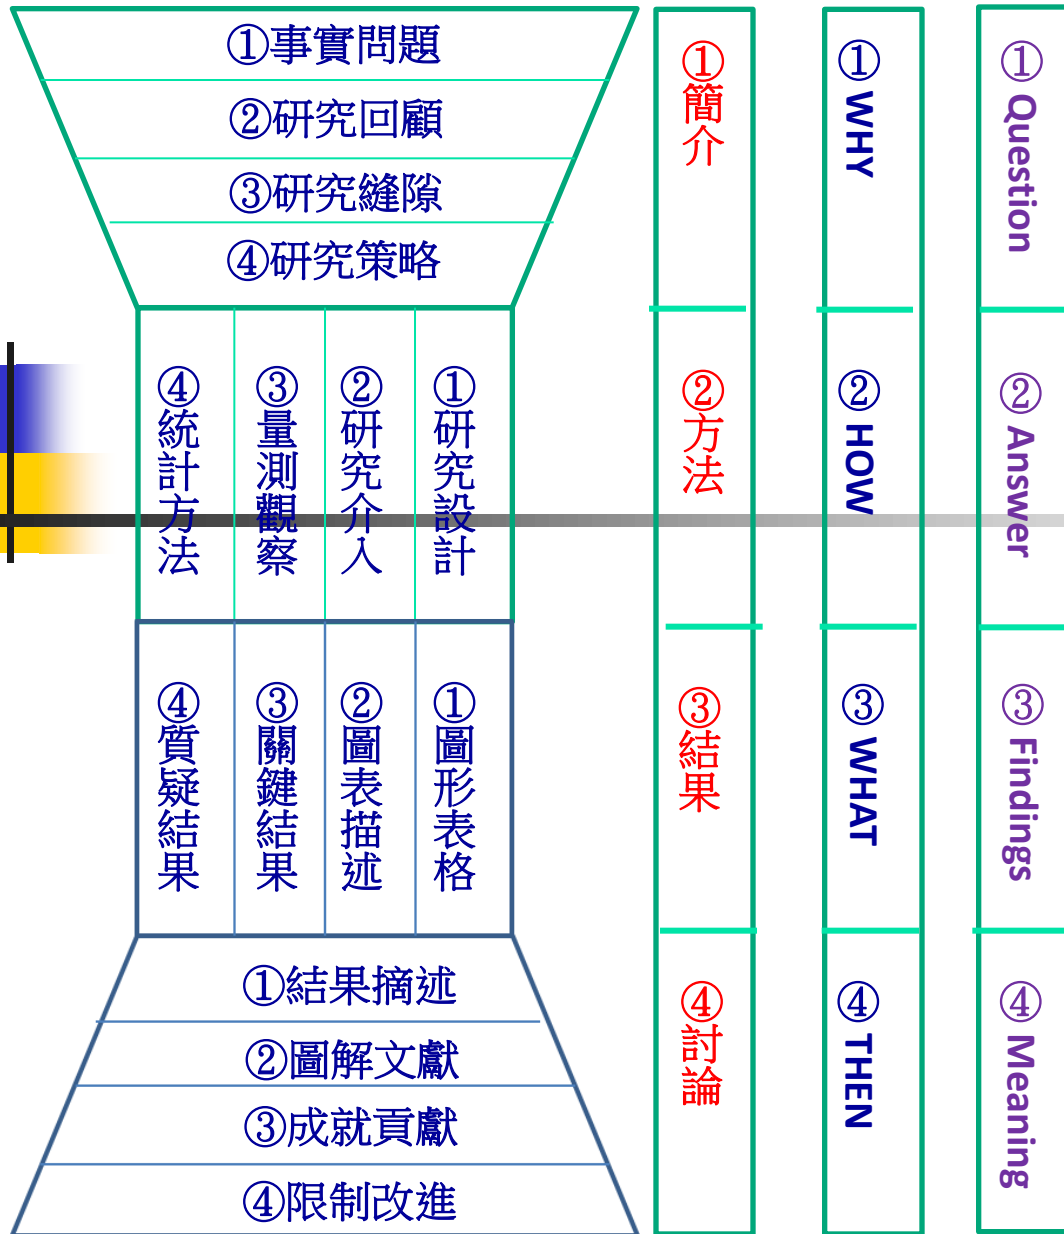 ①事實問題
②研究回顧
③研究縫隙
④研究策略
①研究設計
②研究介入
③量測觀察
④統計方法
①圖形表格
②圖表描述
③關鍵結果
④質疑結果
①結果摘述
②圖解文獻
③成就貢獻
④限制改進
①簡介
②方法
③結果
④討論
① WHY
② HOW
③ WHAT
④ THEN
① Question
② Answer
③ Findings
④ Meaning